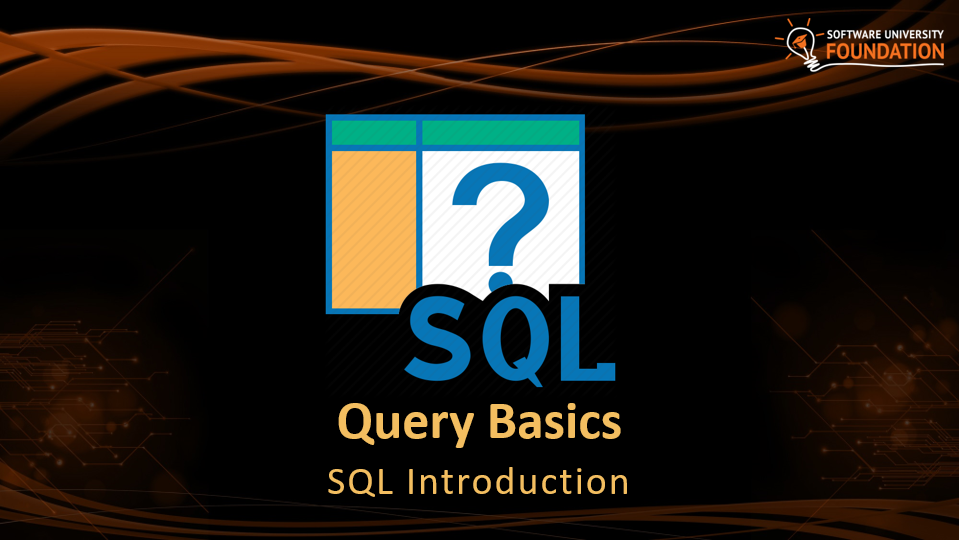 SOFTWARE UNIVERSITY
FOUNDATION
?
SQL
Query Basics
SQL Introduction